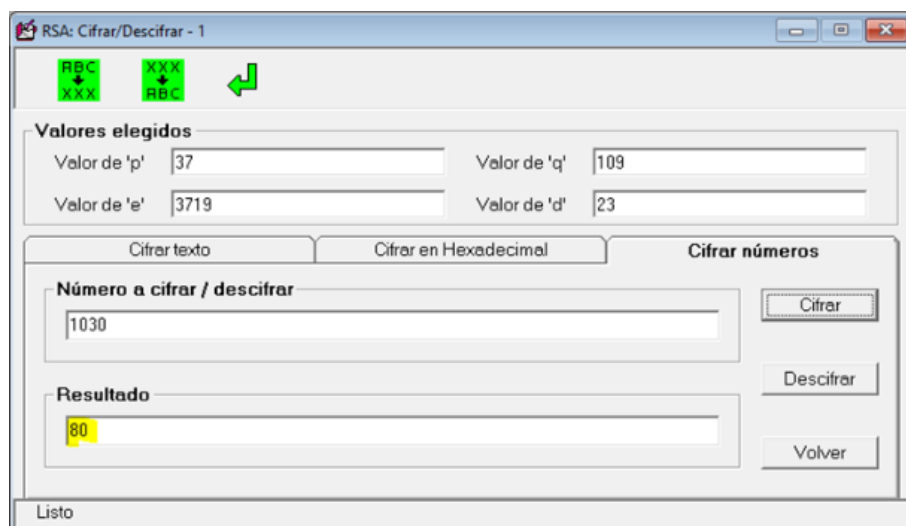 RSA: Cifrar/Descifrar - 1
ABC XXX
XXX ABC
Valores elegidos
Valor de 'p' 37 Valor de 'q' 109
Valor de 'e' 3719 Valor de 'd' 23
Cifrar texto Cifrar en Hexadecimal Cifrar números
Número a cifrar / descifrar
Cifrar
1030
Descifrar
Resultado
80
Volver
Listo